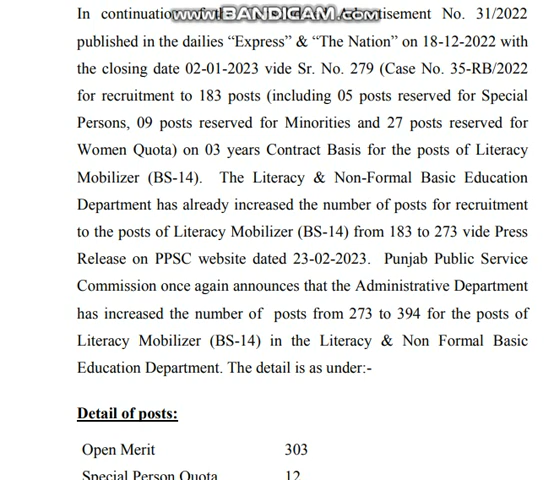 In continuation of Advertisement No. 31/2022
www.BANDICAM.com
published in the dailies “Express” & “The Nation” on 18-12-2022 with
the closing date 02-01-2023 vide Sr. No. 279 (Case No. 35-RB/2022
for recruitment to 183 posts (including 05 posts reserved for Special
Persons, 09 posts reserved for Minorities and 27 posts reserved for
Women Quota) on 03 years Contract Basis for the posts of Literacy
Mobilizer (BS-14). The Literacy & Non-Formal Basic Education
Department has already increased the number of posts for recruitment
to the posts of Literacy Mobilizer (BS-14) from 183 to 273 vide Press
Release on PPSC website dated 23-02-2023. Punjab Public Service
Commission once again announces that the Administrative Department
has increased the number of posts from 273 to 394 for the posts of
Literacy Mobilizer (BS-14) in the Literacy & Non Formal Basic
Education Department. The detail is as under:-
Detail of posts:
Open Merit 303
Special Person Quota 12